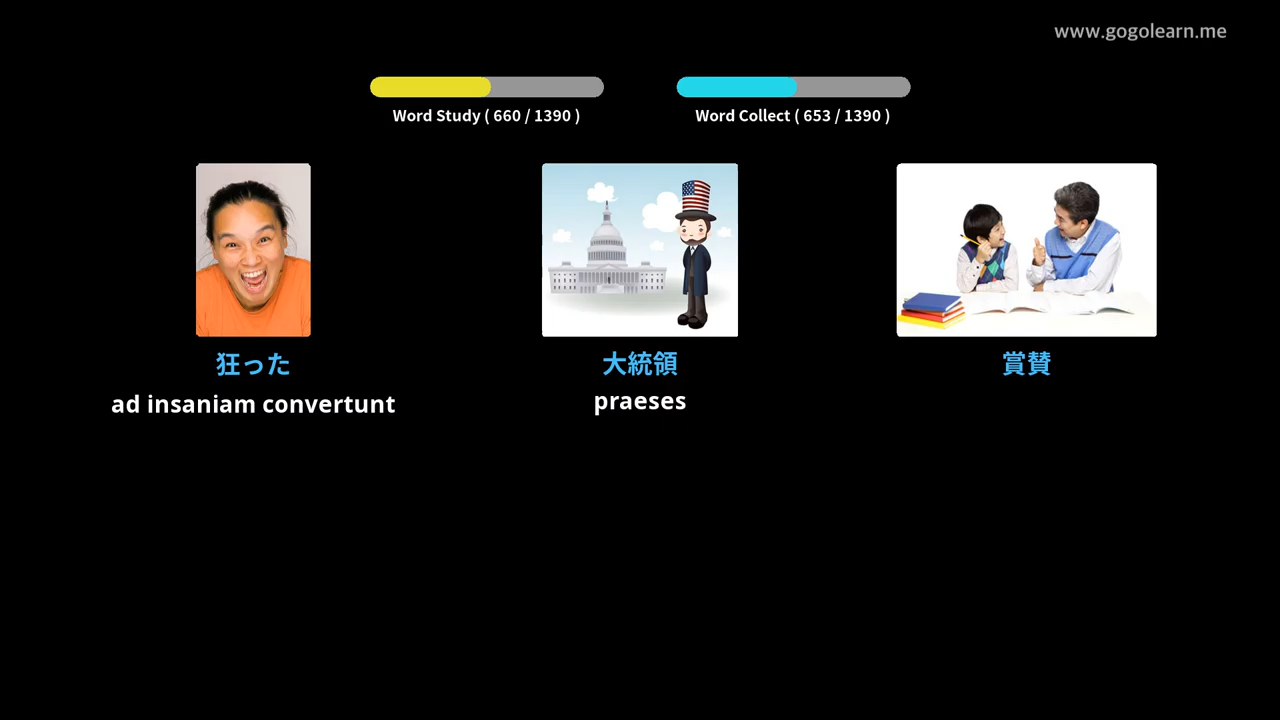 www.gogolearn.me
Word Study ( 660 / 1390 )
Word Collect ( 653 / 1390 )
狂った
大統領
賞賛
ad insaniam convertunt
praeses